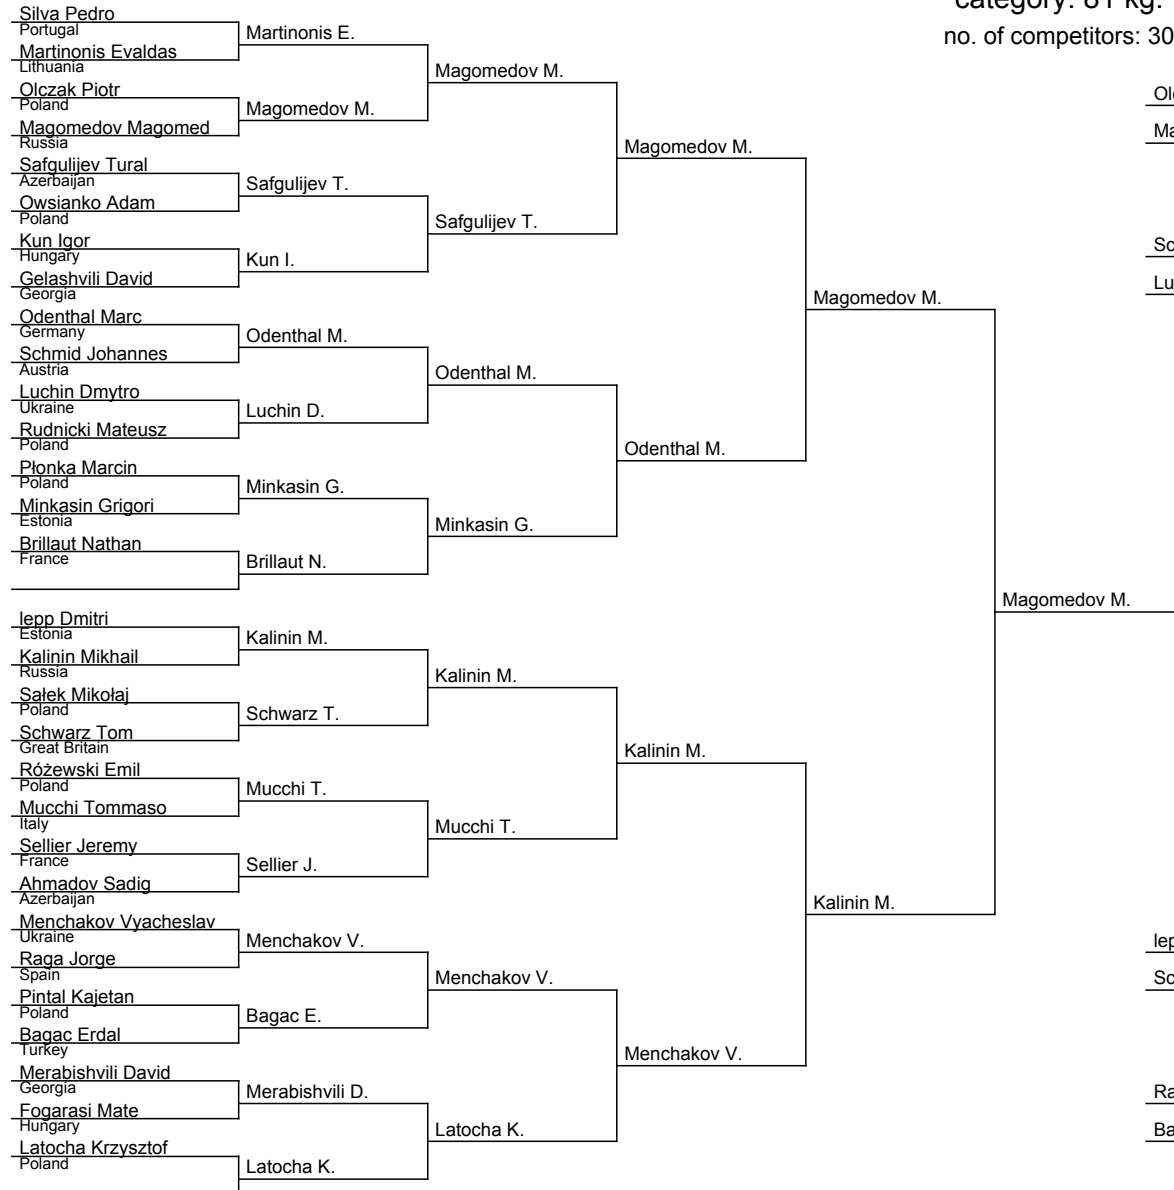 category: 81 kg.
no. of competitors: 30
Silva Pedro
Portugal
Martinonis Evaldas
Lithuania
Olczak Piotr
Poland
Magomedov Magomed
Russia
Safgulijev Tural
Azerbaijan
Owsianko Adam
Poland
Kun Igor
Hungary
Gelashvili David
Georgia
Odenthal Marc
Germany
Schmid Johannes
Austria
Luchin Dmytro
Ukraine
Rudnicki Mateusz
Poland
Płonka Marcin
Poland
Minkasin Grigori
Estonia
Brillaut Nathan
France
Iepp Dmitri
Estonia
Kalinin Mikhail
Russia
Sałek Mikołaj
Poland
Schwarz Tom
Great Britain
Różewski Emil
Poland
Mucchi Tommaso
Italy
Sellier Jeremy
France
Ahmadov Sadig
Azerbaijan
Menchakov Vyacheslav
Ukraine
Raga Jorge
Spain
Pintal Kajetan
Poland
Bagac Erdal
Turkey
Merabishvili David
Georgia
Fogarasi Mate
Hungary
Latocha Krzysztof
Poland
Martinonis E.
Magomedov M.
Safgulijev T.
Kun I.
Odenthal M.
Luchin D.
Minkasin G.
Brillaut N.
Kalinin M.
Schwarz T.
Mucchi T.
Sellier J.
Menchakov V.
Bagac E.
Merabishvili D.
Latocha K.
Magomedov M.
Safgulijev T.
Odenthal M.
Minkasin G.
Kalinin M.
Mucchi T.
Menchakov V.
Latocha K.
Magomedov M.
Odenthal M.
Kalinin M.
Menchakov V.
Magomedov M.
Kalinin M.
Magomedov M.
Ma
Sc
Lu
Sc
Ra
Ba